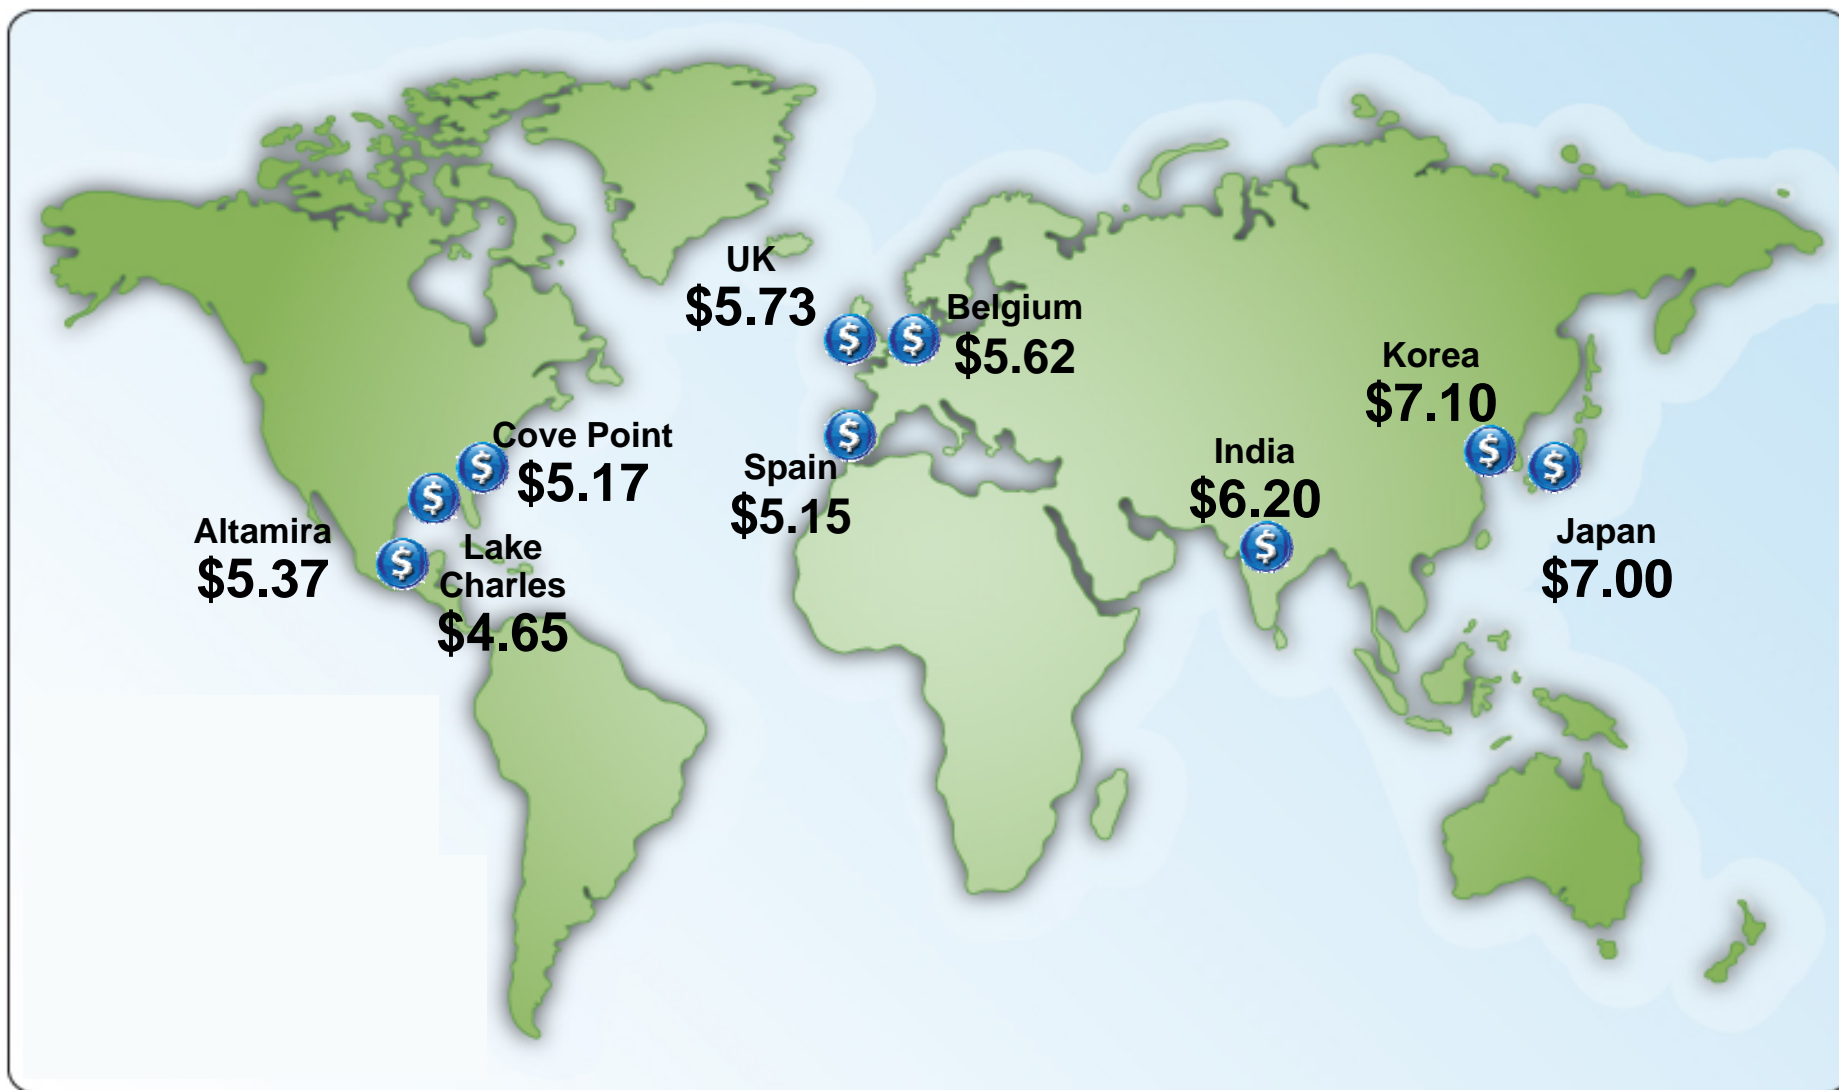 UK
$5.73
Belgium
$5.62
Korea
$7.10
Cove Point
$5.17
Spain
$5.15
India
$6.20
Altamira
$5.37
Lake
Charles
$4.65
Japan
$7.00